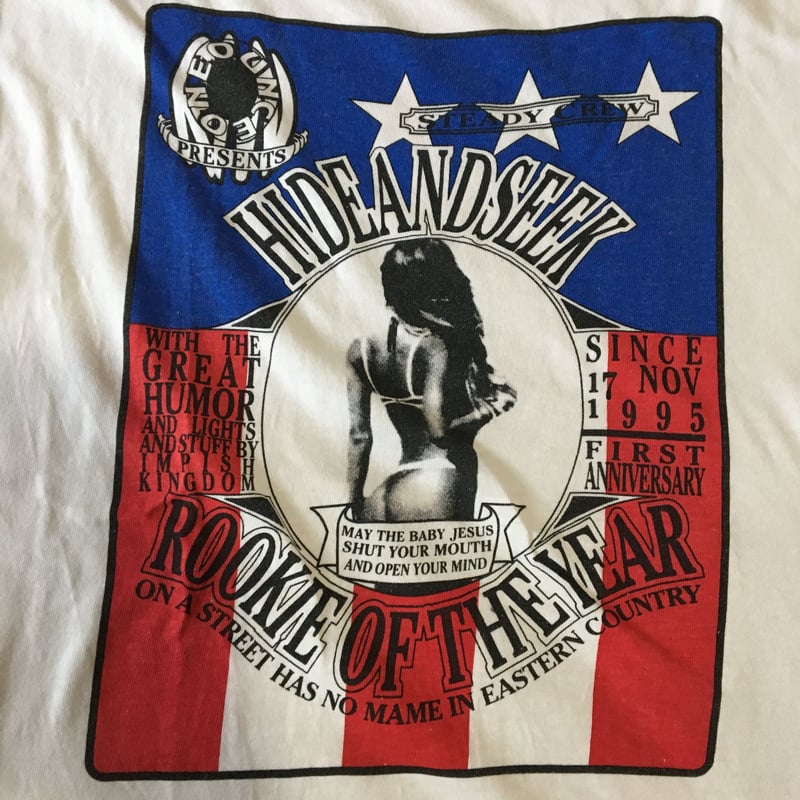 ONE OUNCE
PRESENTS
STEADY CREW
HIDEANDSEEK
WITH THE
GREAT
HUMOR
AND LIGHTS
AND STUFF BY
IMPISH
KINGDOM
SINCE
17 NOV
1995
FIRST
ANNIVERSARY
MAY THE BABY JESUS
SHUT YOUR MOUTH
AND OPEN YOUR MIND
ROOKIE OF THE YEAR
ON A STREET HAS NO MAME IN EASTERN COUNTRY